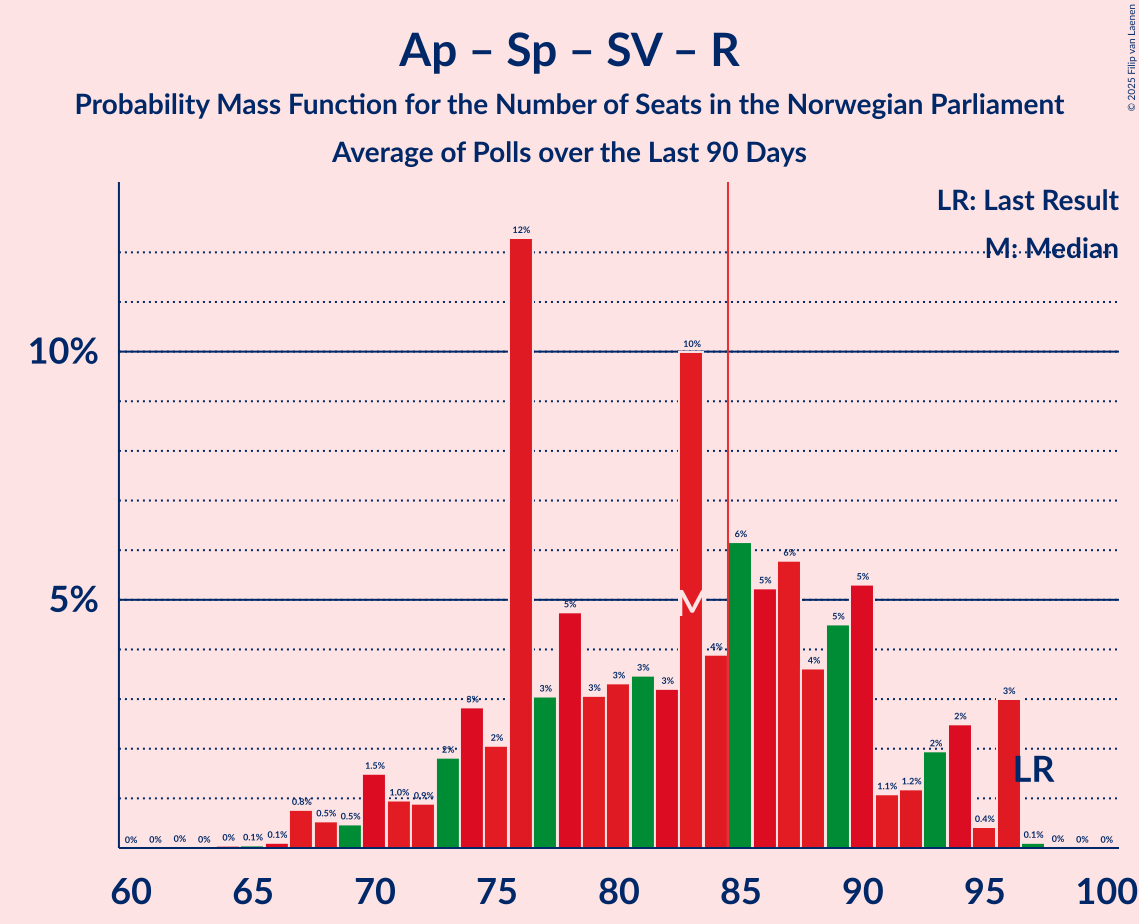 Ap – Sp – SV – R
Probability Mass Function for the Number of Seats in the Norwegian Parliament
Average of Polls over the Last 90 Days
© 2025 Filip van Laenen
LR: Last Result
M: Median
10%
5%
0% 0% 0% 0% 0% 0.1% 0.1% 0.8% 0.5% 0.5% 1.5% 1.0% 0.9% 2% 3% 2% 12% 3% 5% 3% 3% 3% 3% 10% 4% 6% 5% 6% 4% 5% 5% 1.1% 1.2% 2% 2% 0.4% 3% 0.1% 0% 0% 0%
M
LR
60 65 70 75 80 85 90 95 100